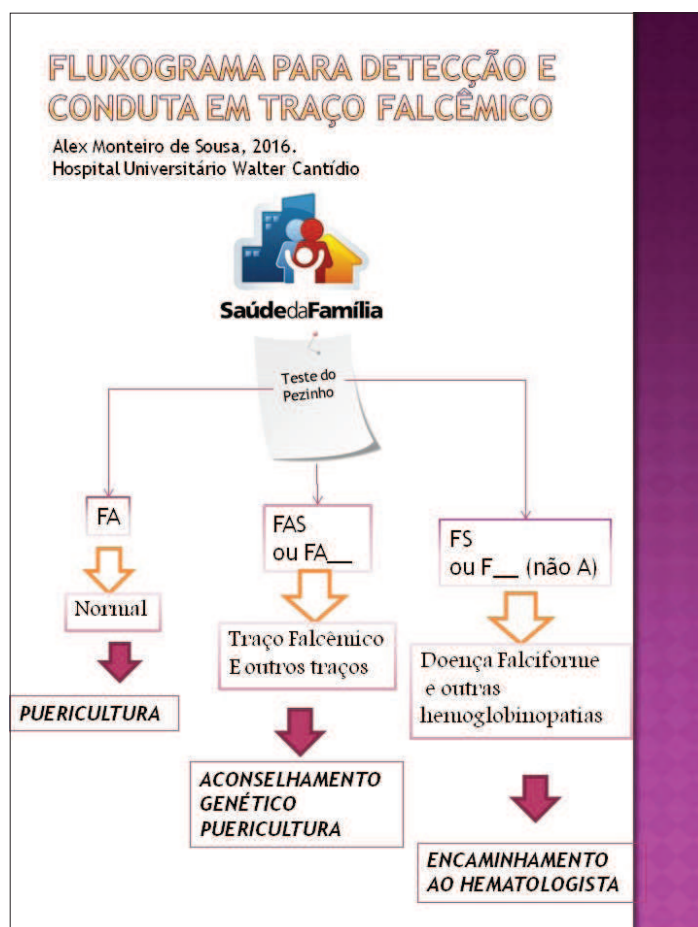 FLUXOGRAMA PARA DETECÇÃO E
CONDUTA EM TRAÇO FALCÊMICO
Alex Monteiro de Sousa, 2016.
Hospital Universitário Walter Cantídio
SaúdedaFamília
Teste do
Pezinho
FA
Normal
PUERICULTURA
FAS
ou FA__
Traço Falcêmico
E outros traços
ACONSELHAMENTO
GENÉTICO
PUERICULTURA
FS
ou F__ (não A)
Doença Falciforme
e outras
hemoglobinopatias
ENCAMINHAMENTO
AO HEMATOLOGISTA